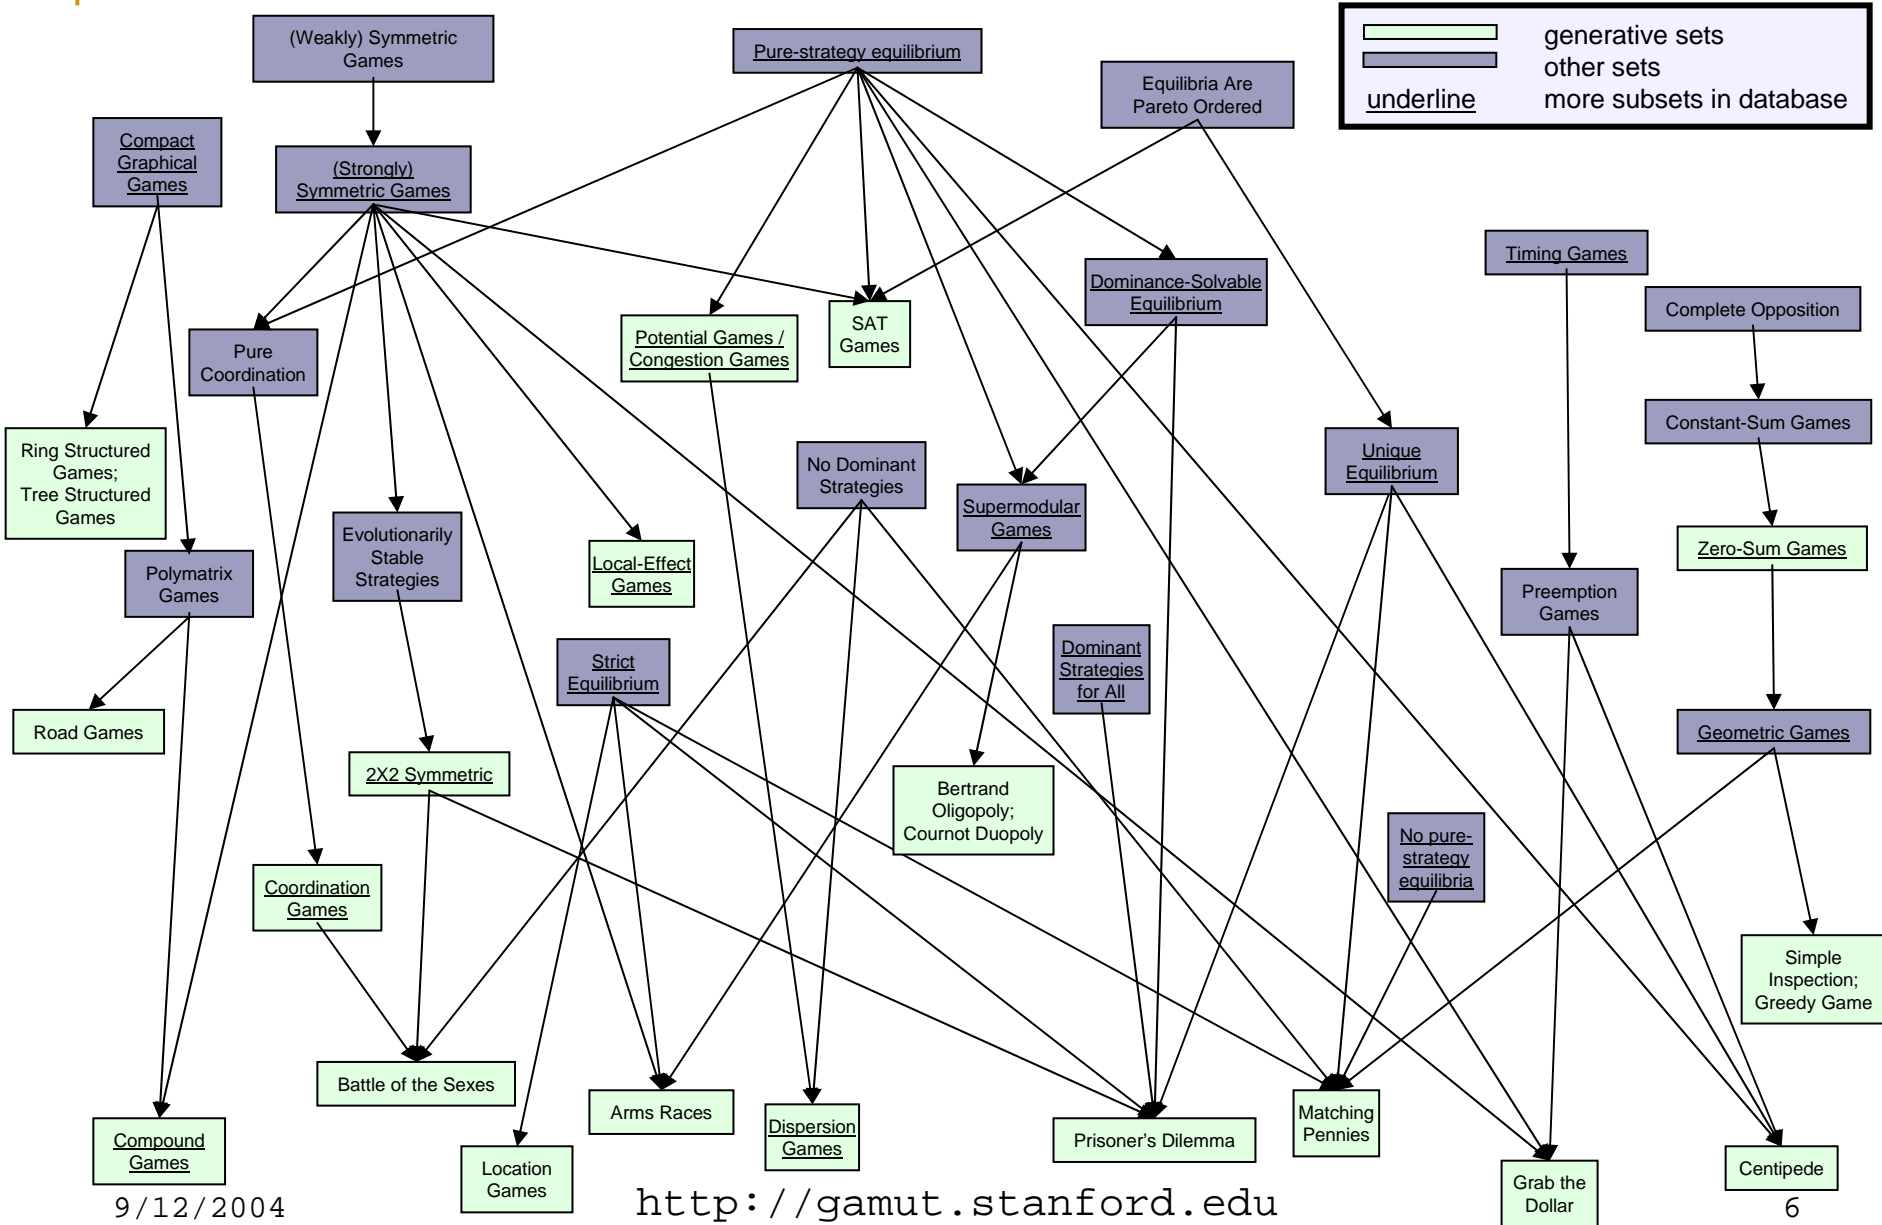 (Weakly) Symmetric
Games
Pure-strategy equilibrium
Equilibria Are
Pareto Ordered
generative sets
other sets
underline
more subsets in database
Compact
Graphical
Games
(Strongly)
Symmetric Games
Timing Games
Dominance-Solvable
Equilibrium
Complete Opposition
Pure
Coordination
Potential Games /
Congestion Games
SAT
Games
Constant-Sum Games
Ring Structured
Games;
Tree Structured
Games
No Dominant
Strategies
Unique
Equilibrium
Supermodular
Games
Evolutionarily
Stable
Strategies
Zero-Sum Games
Local-Effect
Games
Polymatrix
Games
Preemption
Games
Strict
Equilibrium
Dominant
Strategies
for All
Road Games
Geometric Games
2X2 Symmetric
Bertrand
Oligopoly;
Cournot Duopoly
No pure-
strategy
equilibria
Coordination
Games
Simple
Inspection;
Greedy Game
Battle of the Sexes
Arms Races
Dispersion
Games
Prisoner's Dilemma
Matching
Pennies
Compound
Games
Location
Games
Grab the
Dollar
Centipede
9/12/2004
http://gamut.stanford.edu
6